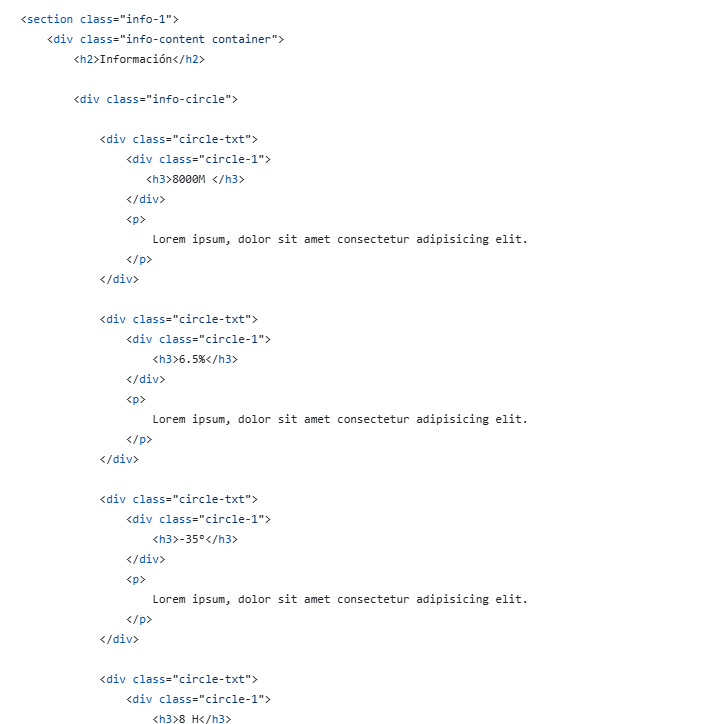 <section class="info-1">
<div class="info-content container">
<h2>Información</h2>
<div class="info-circle">
<div class="circle-txt">
<div class="circle-1">
<h3>8000M </h3>
</div>
<p>
Lorem ipsum, dolor sit amet consectetur adipisicing elit.
</p>
</div>
<div class="circle-txt">
<div class="circle-1">
<h3>6.5%</h3>
</div>
<p>
Lorem ipsum, dolor sit amet consectetur adipisicing elit.
</p>
</div>
<div class="circle-txt">
<div class="circle-1">
<h3>-35º</h3>
</div>
<p>
Lorem ipsum, dolor sit amet consectetur adipisicing elit.
</p>
</div>
<div class="circle-txt">
<div class="circle-1">
<h3>8 H</h3>